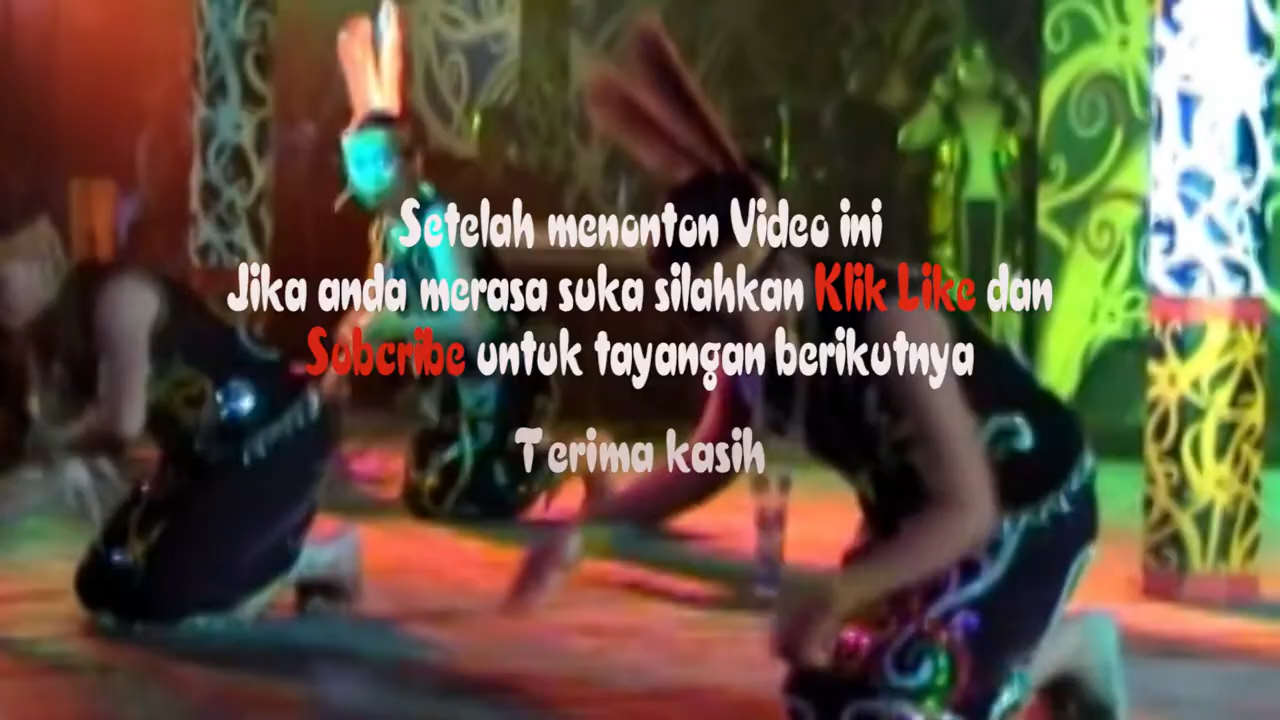 Setelah menonton Video ini
Jika anda merasa suka silahkan Klik Like dan
Subcribe untuk tayangan berikutnya
Terima kasih